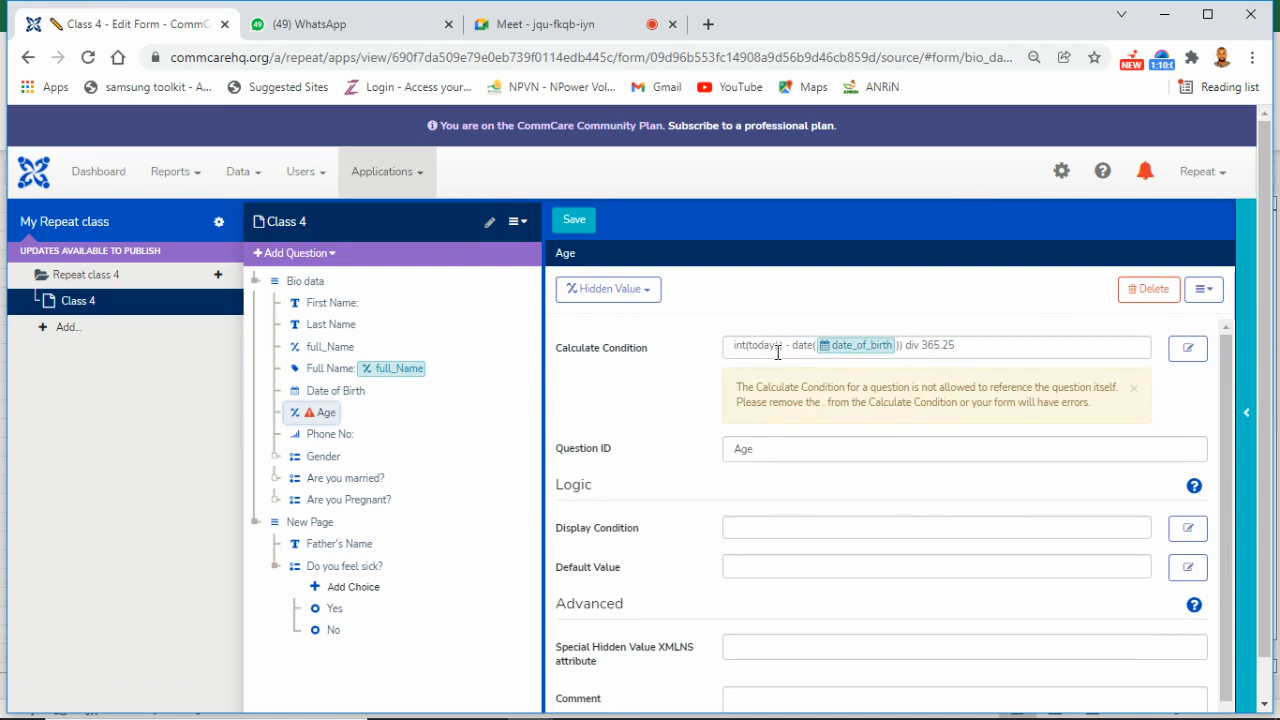 Class 4 - Edit Form - CommC
(49) WhatsApp
Meet - jqu-fkqb-iyn
commcarehq.org/a/repeat/apps/view/690f7da509e79e0ebe739f0114edb445c/form/09d96b553fc14908a9d56b9d46cb859d/source/#form/bio_da...
NEW
1:10:0
Apps
samsung toolkit - A...
Suggested Sites
Login - Access your...
NPVN - NPower Vol...
Gmail
YouTube
Maps
ANRiN
Reading list
You are on the CommCare Community Plan. Subscribe to a professional plan.
Dashboard
Reports
Data
Users
Applications
Repeat
My Repeat class
Class 4
Save
UPDATES AVAILABLE TO PUBLISH
Add Question
Age
Repeat class 4
Class 4
Add...
Bio data
First Name:
Last Name
full_Name
Full Name: full_Name
Date of Birth
Age
Phone No:
Gender
Are you married?
Are you Pregnant?
New Page
Father's Name
Do you feel sick?
Add Choice
Yes
No
Hidden Value
Delete
Calculate Condition
int(today() - date( date_of_birth )) div 365.25
The Calculate Condition for a question is not allowed to reference the question itself.
Please remove the . from the Calculate Condition or your form will have errors.
Question ID
Age
Logic
Display Condition
Default Value
Advanced
Special Hidden Value XMLNS
attribute
Comment